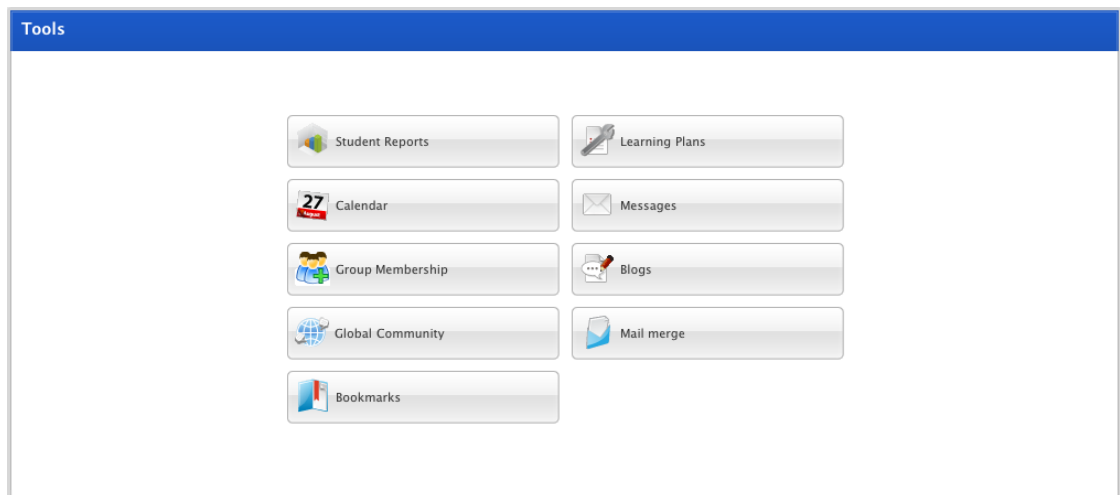 Tools
Student Reports
Learning Plans
27
Calendar
Messages
Group Membership
Blogs
Global Community
Mail merge
Bookmarks